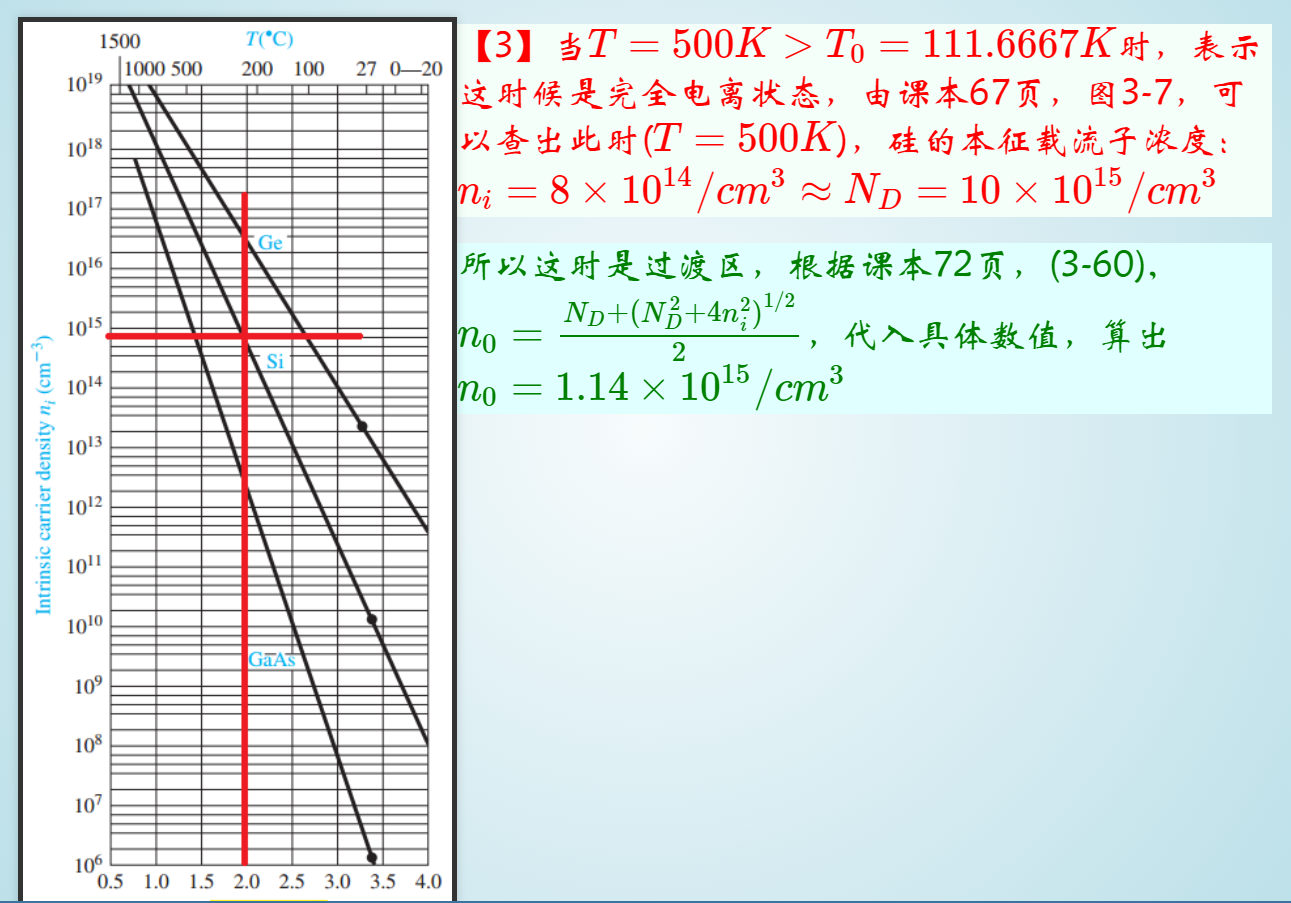 1500 T(°C)
1000 500 200 100 27 0—20
10^19
10^18
10^17
10^16
10^15
10^14
10^13
10^12
10^11
10^10
10^9
10^8
10^7
10^6
Intrinsic carrier density n_i (cm^−3)
Ge
Si
GaAs
0.5 1.0 1.5 2.0 2.5 3.0 3.5 4.0
【3】当T = 500K > T_0 = 111.6667K时，表示
这时候是完全电离状态，由课本67页，图3-7，可
以查出此时(T = 500K)，硅的本征载流子浓度：
n_i = 8 × 10^14/cm^3 ≈ N_D = 10 × 10^15/cm^3
所以这时是过渡区，根据课本72页，(3-60)，
n_0 = \frac{N_D+(N_D^2+4n_i^2)^{1/2}}{2}，代入具体数值，算出
n_0 = 1.14 × 10^15/cm^3